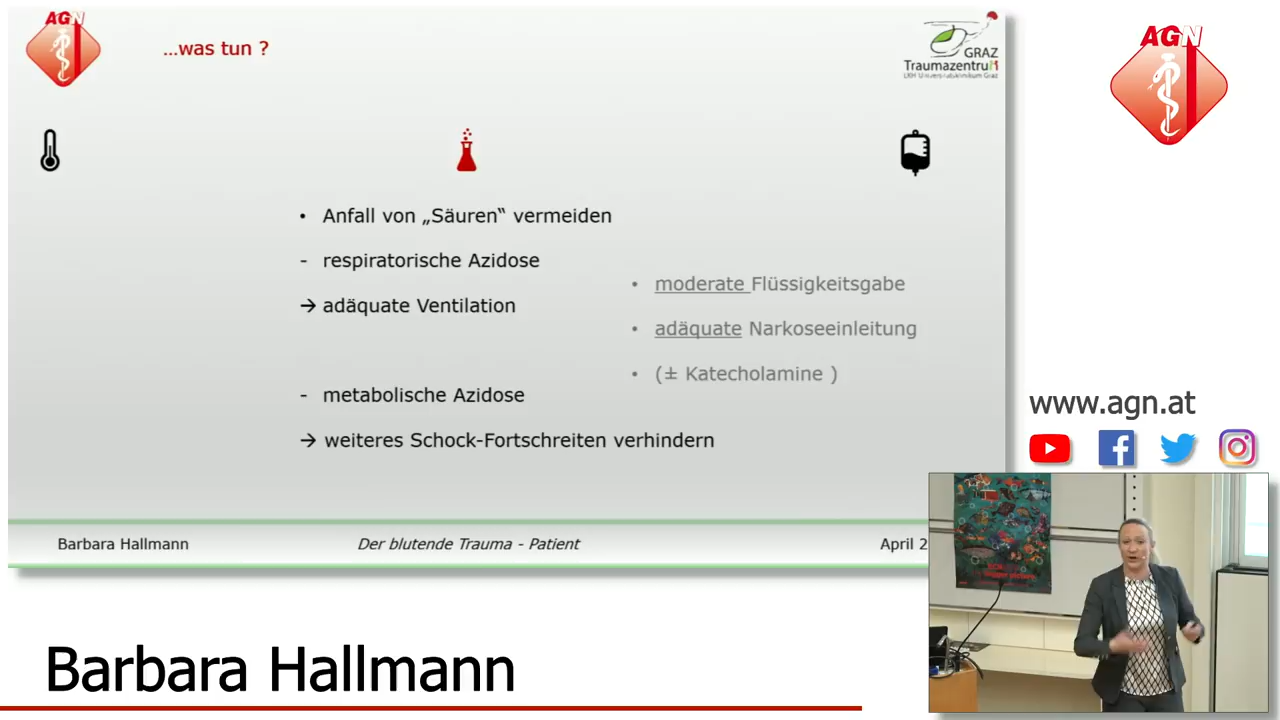 AGN
...was tun ?
GRAZ
Traumazentrum
LKH Universitätsklinikum Graz
AGN
• Anfall von „Säuren“ vermeiden
- respiratorische Azidose
→ adäquate Ventilation
• moderate Flüssigkeitsgabe
• adäquate Narkoseeinleitung
• (± Katecholamine )
- metabolische Azidose
→ weiteres Schock-Fortschreiten verhindern
www.agn.at
Barbara Hallmann
Der blutende Trauma - Patient
April 2
Barbara Hallmann